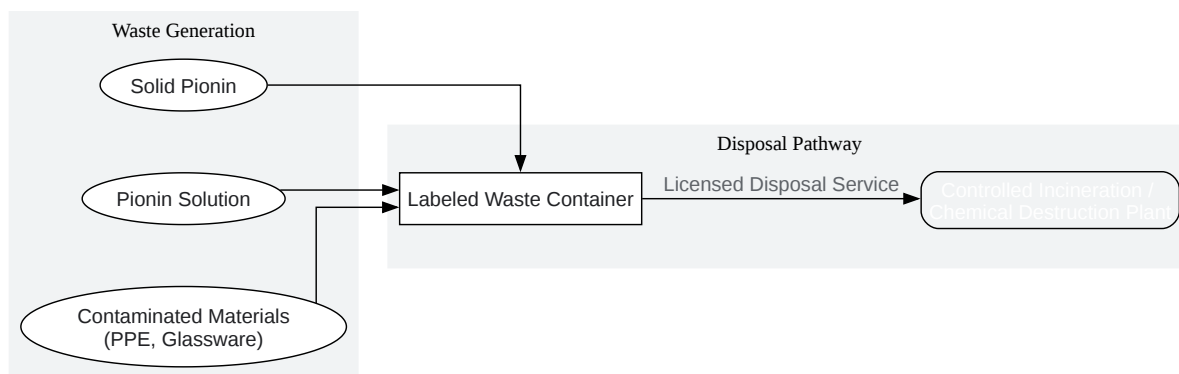 Waste Generation
Solid Pionin
Pionin Solution
Contaminated Materials
(PPE, Glassware)
Disposal Pathway
Labeled Waste Container
Licensed Disposal Service
Controlled Incineration /
Chemical Destruction Plant